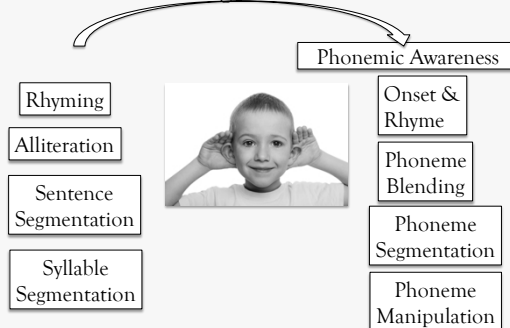 Phonemic Awareness
Rhyming
Alliteration
Sentence
Segmentation
Syllable
Segmentation
Onset &
Rhyme
Phoneme
Blending
Phoneme
Segmentation
Phoneme
Manipulation